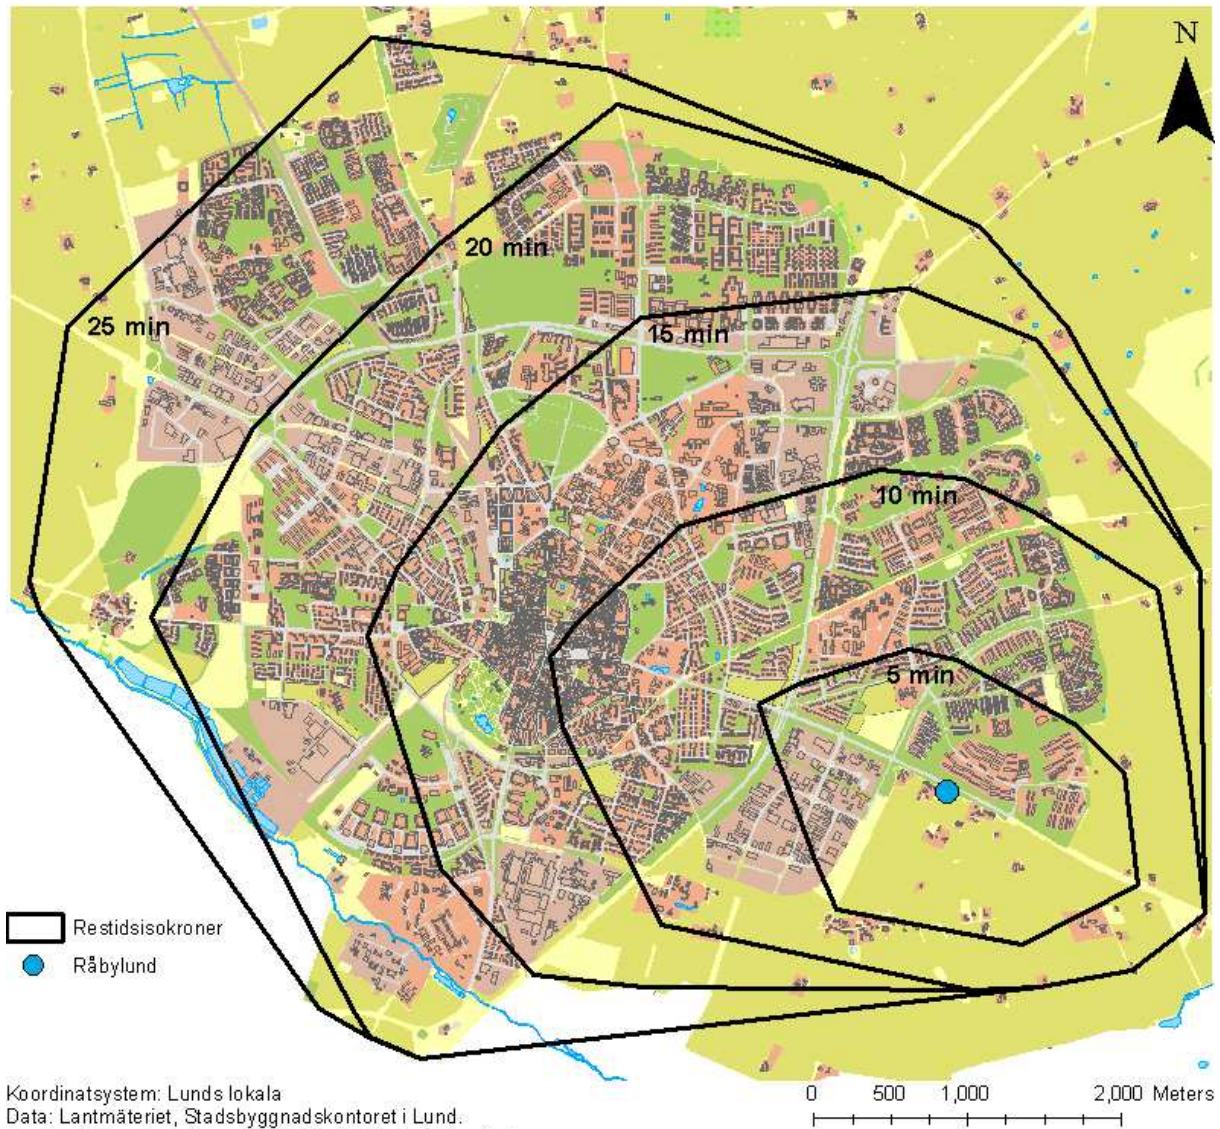 N
20 min
25 min
15 min
10 min
5 min
Restidsisokroner
Råbylund
Koordinatsystem: Lunds lokala
Data: Lantmäteriet, Stadsbyggnadskontoret i Lund.
0 500 1,000 2,000 Meters